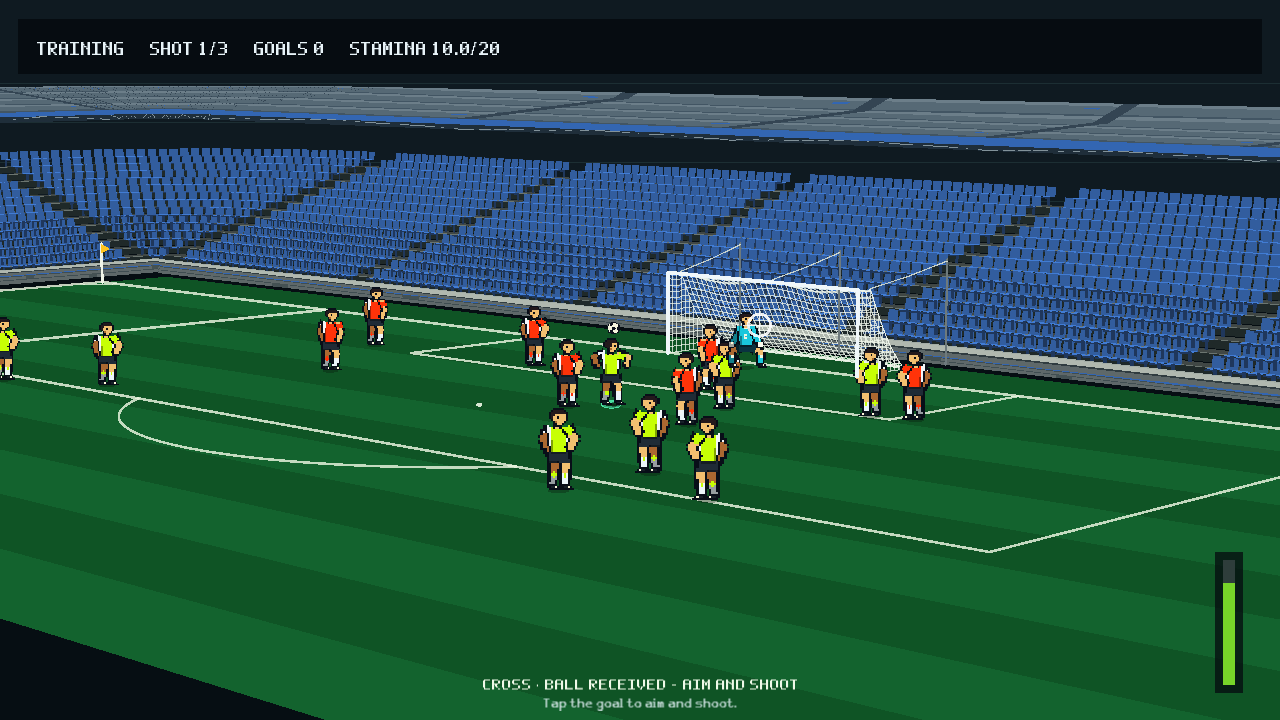 TRAINING SHOT 1/3 GOALS 0 STAMINA 10.0/20
CROSS · BALL RECEIVED - AIM AND SHOOT
Tap the goal to aim and shoot.